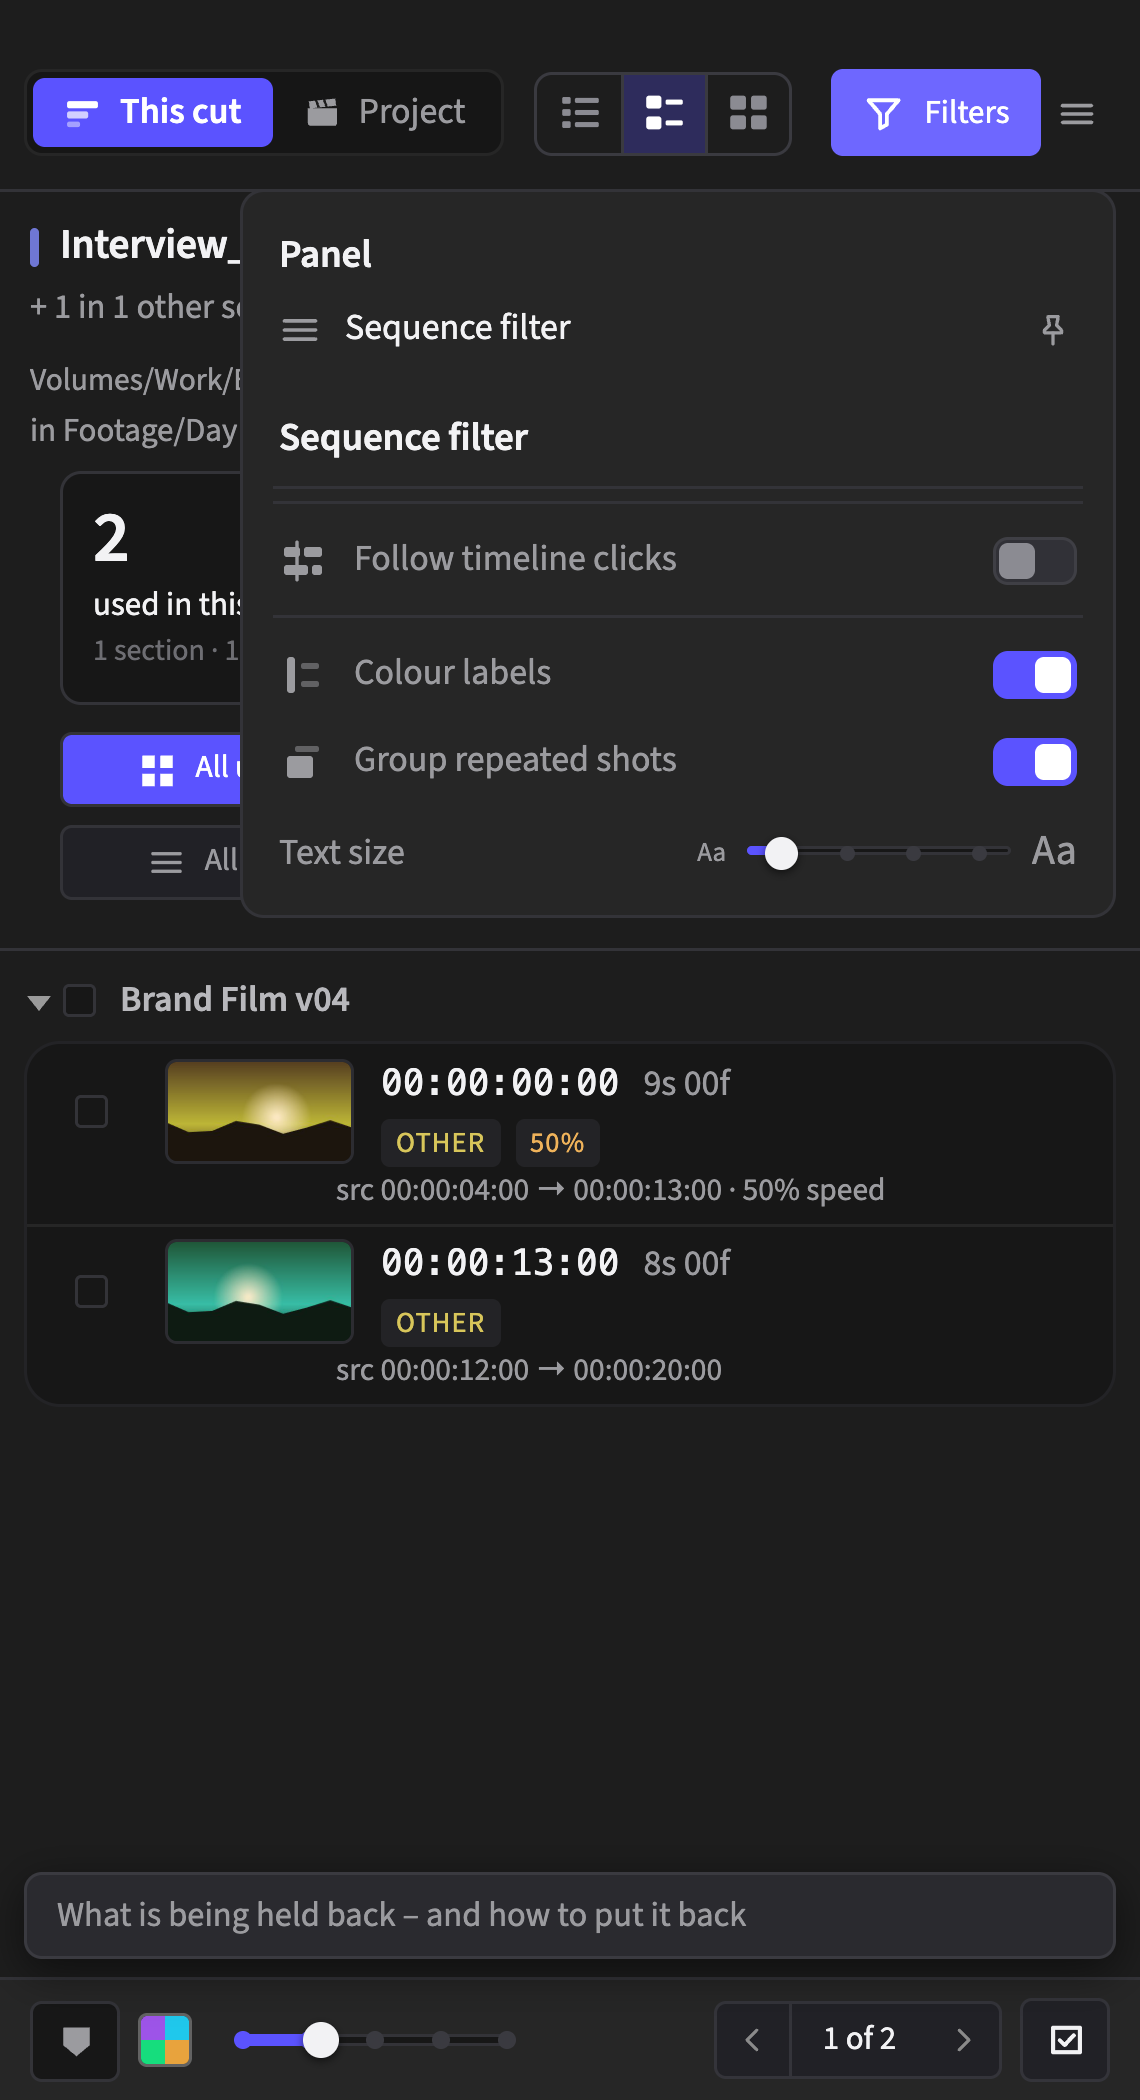 This cut
Project
Filters
Interview_
+ 1 in 1 other
Volumes/Work/
in Footage/Day
2
used in this
1 section · 1
All
All
Panel
Sequence filter
Sequence filter
Follow timeline clicks
Colour labels
Group repeated shots
Text size Aa Aa
Brand Film v04
00:00:00:00 9s 00f
OTHER 50%
src 00:00:04:00 → 00:00:13:00 · 50% speed
00:00:13:00 8s 00f
OTHER
src 00:00:12:00 → 00:00:20:00
What is being held back – and how to put it back
1 of 2